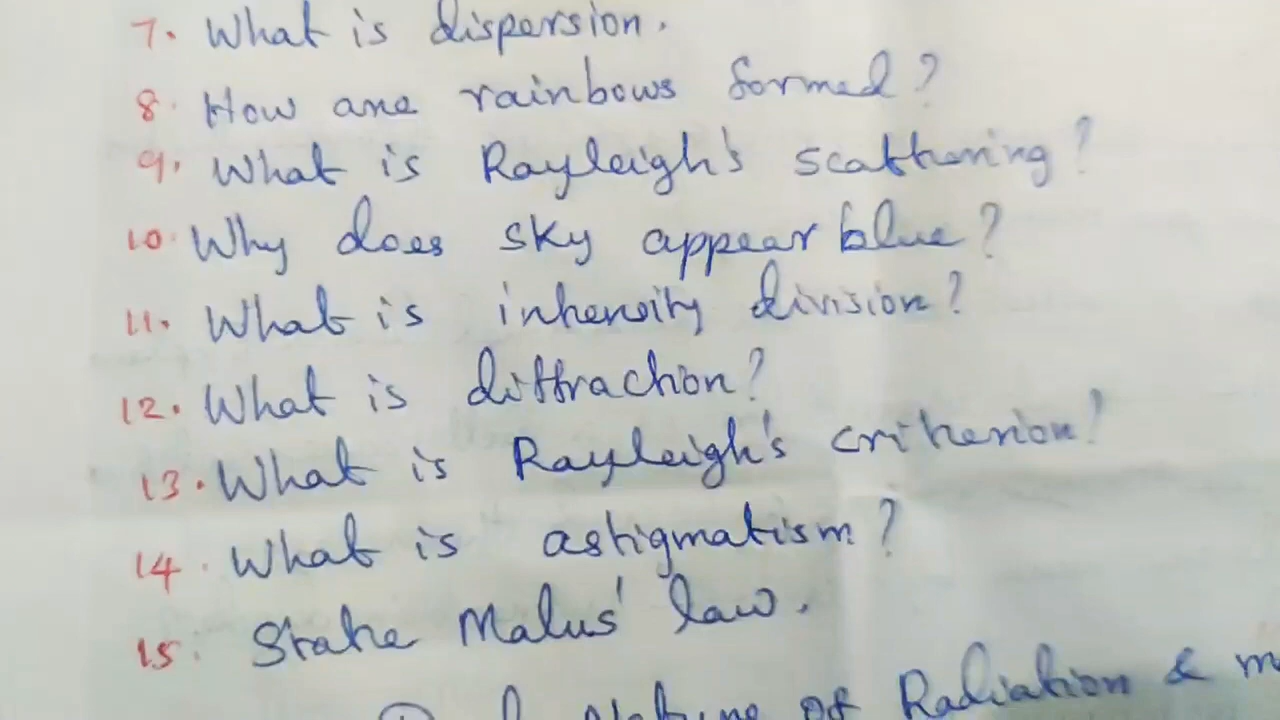 7. What is dispersion.
8. How are rainbows formed?
9. What is Rayleigh's scattering?
10. Why does sky appear blue?
11. What is intensity division?
12. What is diffraction?
13. What is Rayleigh's criterion?
14. What is astigmatism?
15. State Malus' law.
Nature of Radiation &